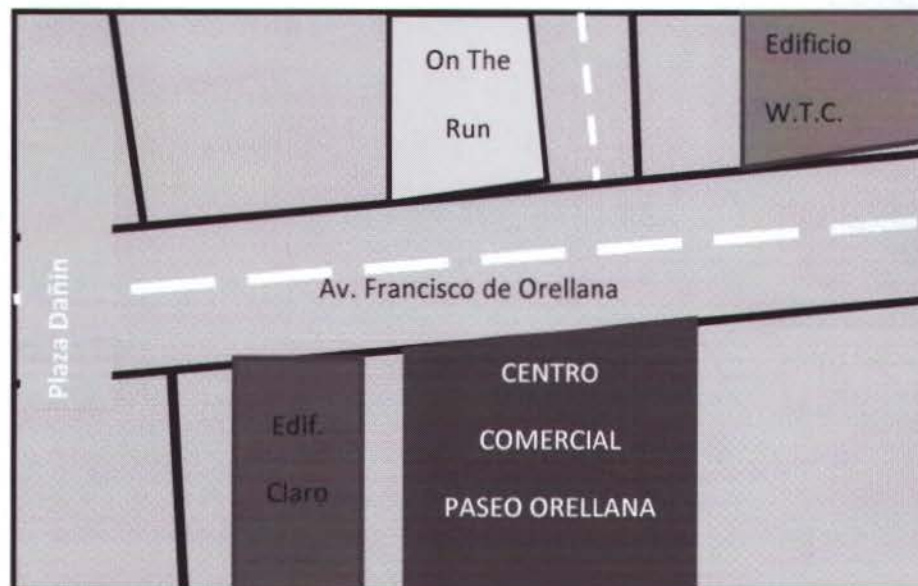 On The
Run
Edificio
W.T.C.
Plaza Dañin
Av. Francisco de Orellana
Edif.
Claro
CENTRO
COMERCIAL
PASEO ORELLANA